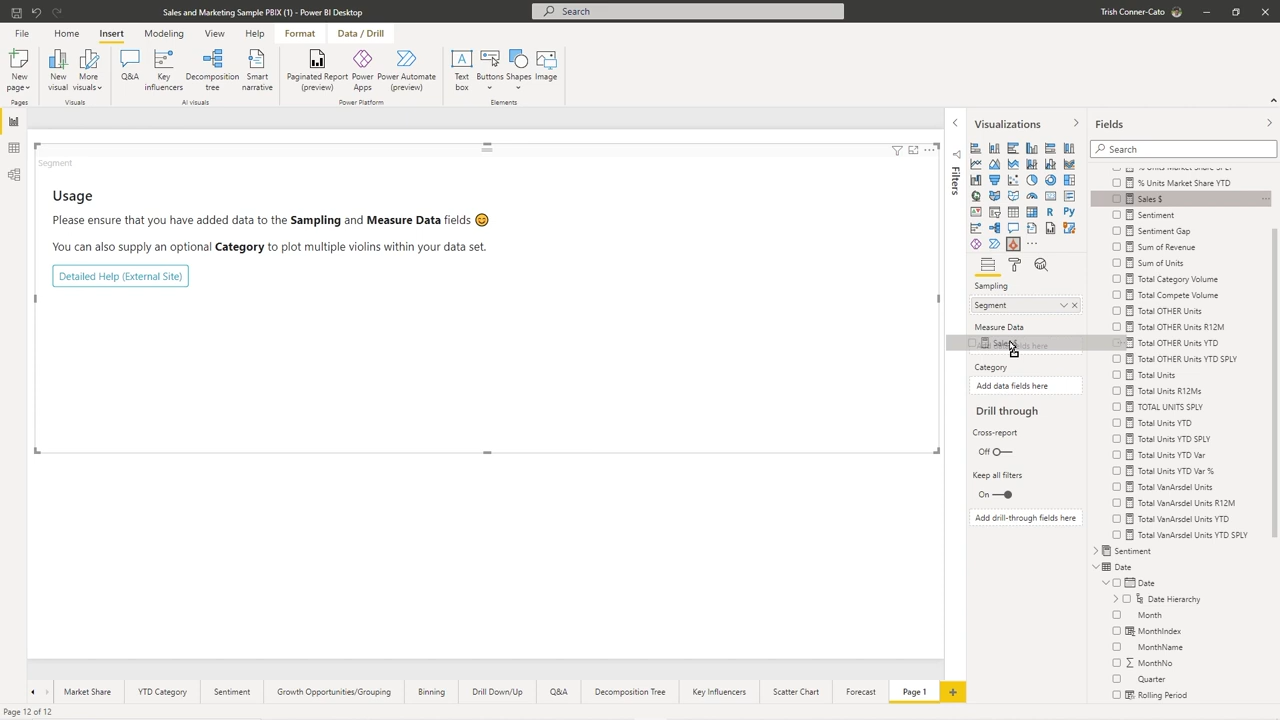 Sales and Marketing Sample PBIX (1) - Power BI Desktop
Search
Trish Conner-Cato
File
Home
Insert
Modeling
View
Help
Format
Data / Drill
New page
New visual
More visuals
Q&A
Key influencers
Decomposition tree
Smart narrative
Paginated Report (preview)
Power Apps
Power Automate (preview)
Text box
Buttons
Shapes
Image
Pages
Visuals
AI visuals
Power Platform
Elements
Segment
Usage
Please ensure that you have added data to the Sampling and Measure Data fields 😊
You can also supply an optional Category to plot multiple violins within your data set.
Detailed Help (External Site)
Filters
Visualizations
R
Py
Sampling
Segment
Measure Data
Sales $
Add data fields here
Category
Add data fields here
Drill through
Cross-report
Off
Keep all filters
On
Add drill-through fields here
Fields
Search
% Units Market Share YTD
Sales $
Sentiment
Sentiment Gap
Sum of Revenue
Sum of Units
Total Category Volume
Total Compete Volume
Total OTHER Units
Total OTHER Units R12M
Total OTHER Units YTD
Total OTHER Units YTD SPLY
Total Units
Total Units R12Ms
TOTAL UNITS SPLY
Total Units YTD
Total Units YTD SPLY
Total Units YTD Var
Total Units YTD Var %
Total VanArsdel Units
Total VanArsdel Units R12M
Total VanArsdel Units YTD
Total VanArsdel Units YTD SPLY
Sentiment
Date
Date
Date Hierarchy
Month
MonthIndex
MonthName
MonthNo
Quarter
Rolling Period
Market Share
YTD Category
Sentiment
Growth Opportunities/Grouping
Binning
Drill Down/Up
Q&A
Decomposition Tree
Key Influencers
Scatter Chart
Forecast
Page 1
Page 12 of 12